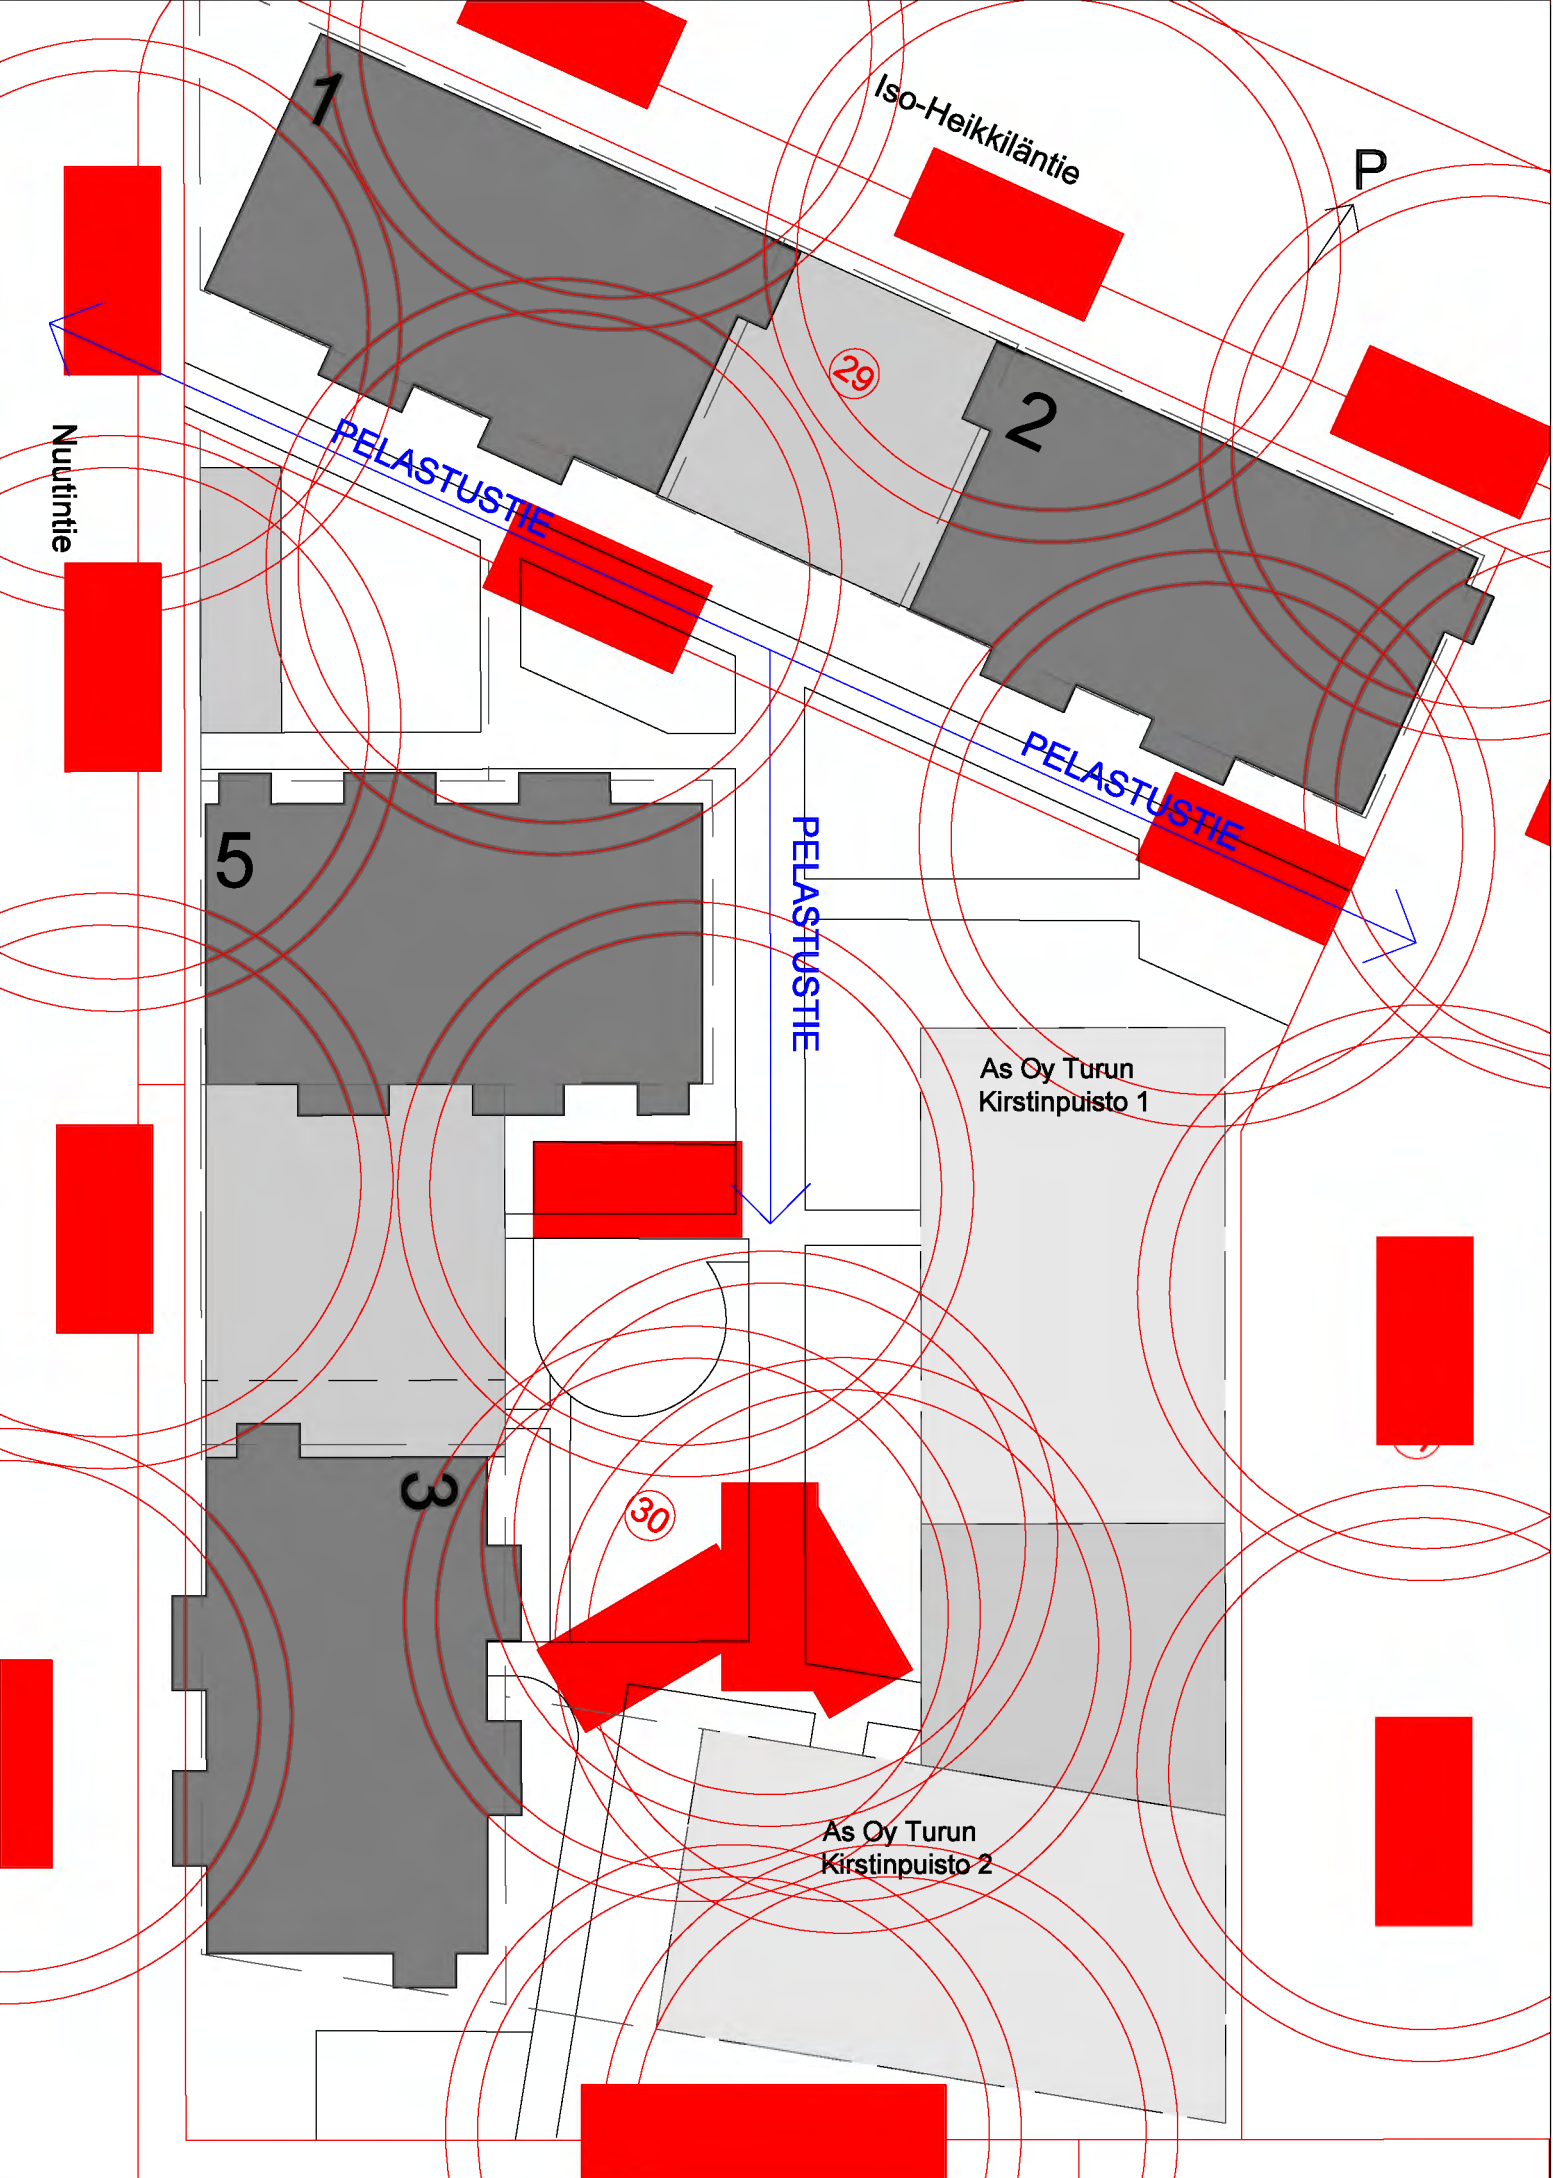 1
Iso-Heikkiläntie
P
29
2
PELASTUSTIE
Nuutintie
PELASTUSTIE
PELASTUSTIE
5
As Oy Turun
Kirstinpuisto 1
3
30
As Oy Turun
Kirstinpuisto 2